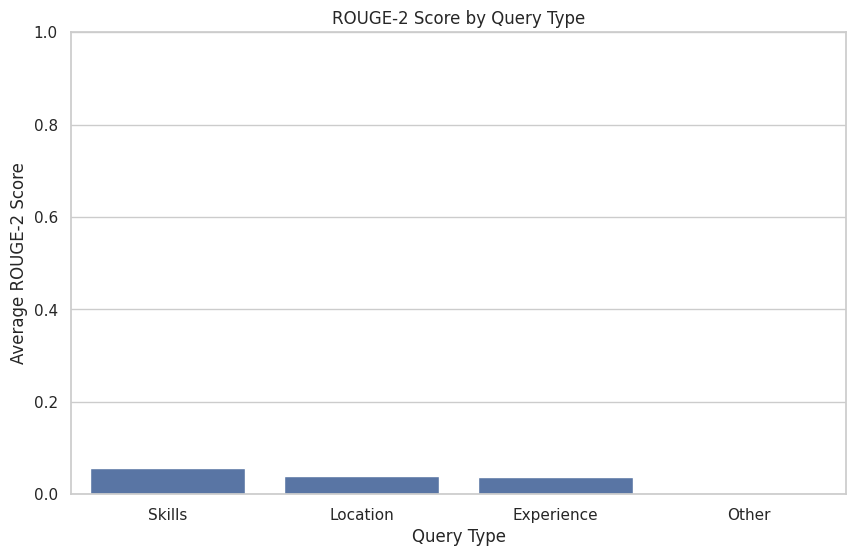 ROUGE-2 Score by Query Type
1.0
0.8
0.6
0.4
0.2
0.0
Average ROUGE-2 Score
Skills Location Experience Other
Query Type